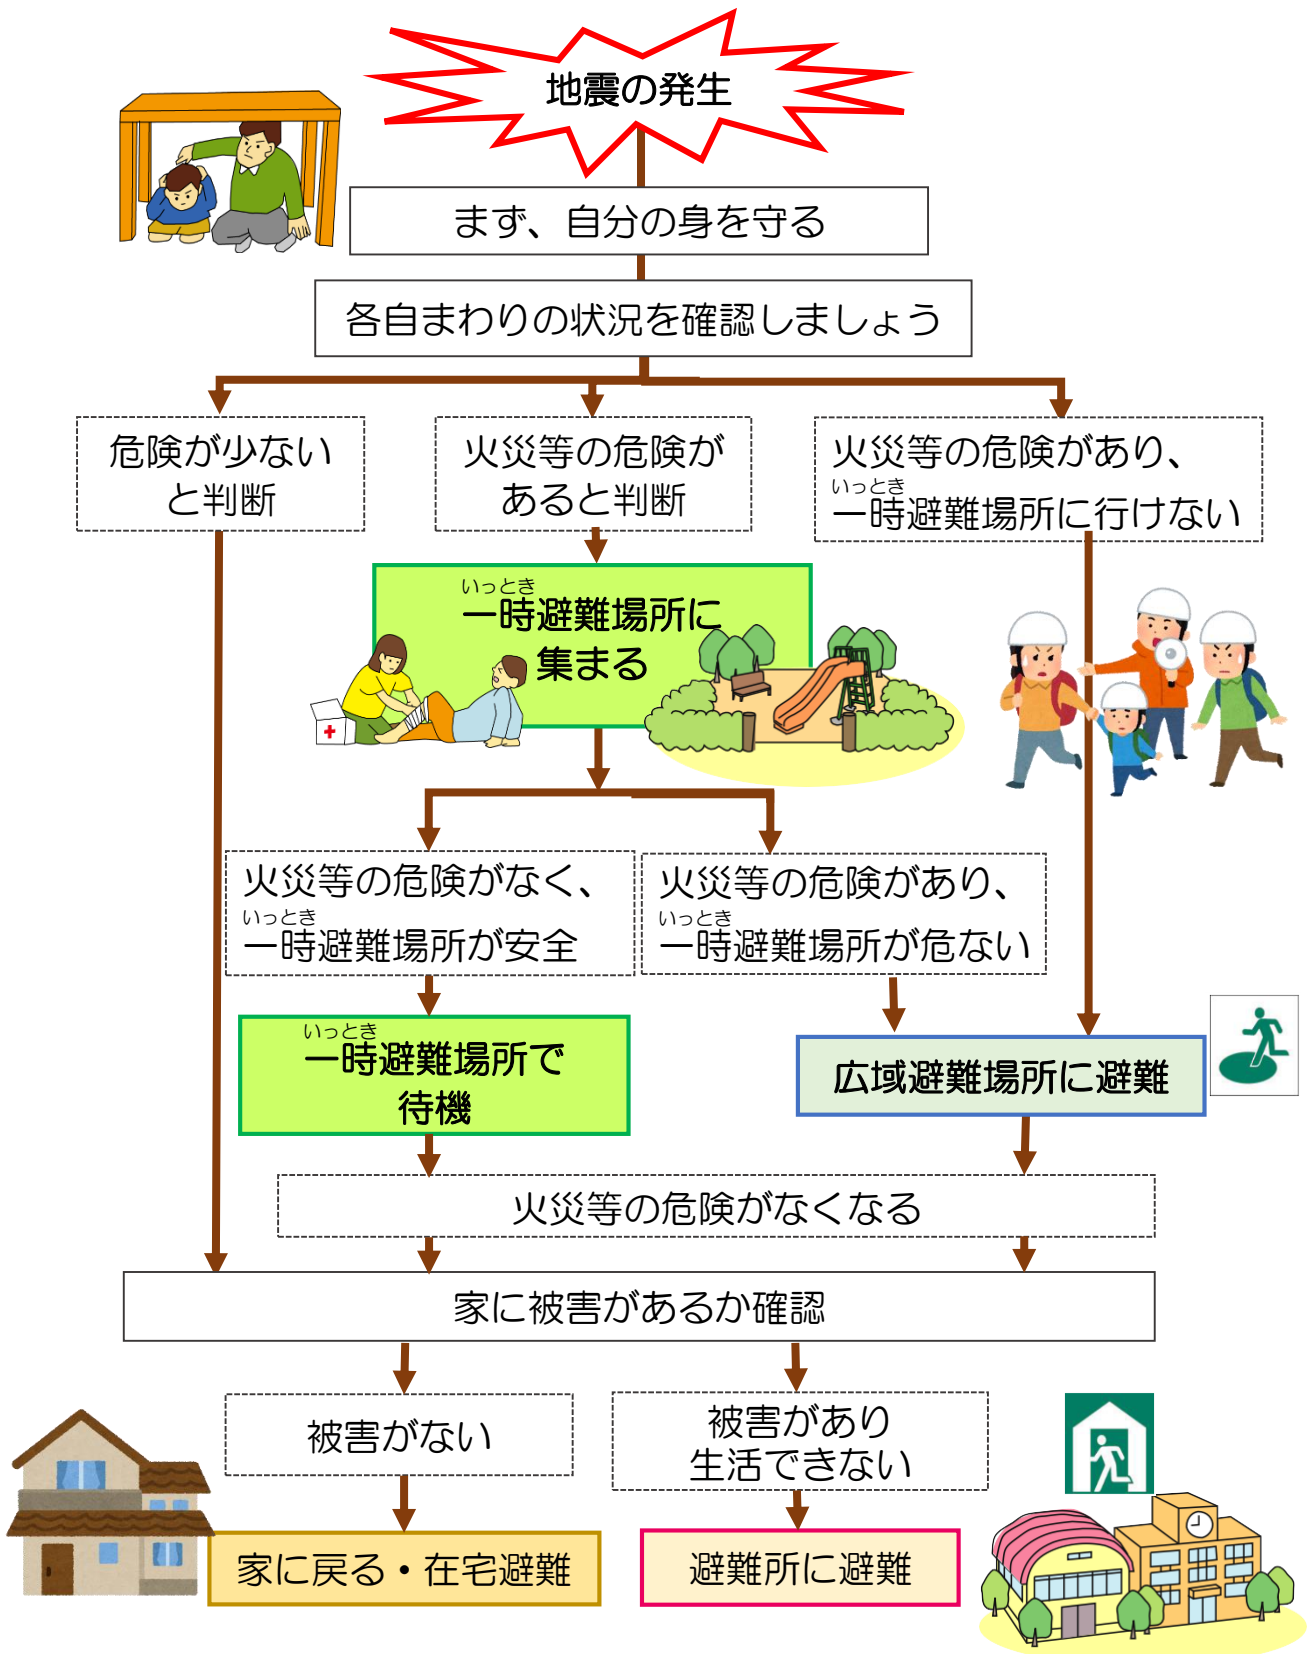 地震の発生
まず、自分の身を守る
各自まわりの状況を確認しましょう
危険が少ない
と判断
火災等の危険が
あると判断
火災等の危険があり、
いっとき
一時避難場所に行けない
いっとき
一時避難場所に
集まる
火災等の危険がなく、
いっとき
一時避難場所が安全
火災等の危険があり、
いっとき
一時避難場所が危ない
いっとき
一時避難場所で
待機
広域避難場所に避難
火災等の危険がなくなる
家に被害があるか確認
被害がない
被害があり
生活できない
家に戻る・在宅避難
避難所に避難